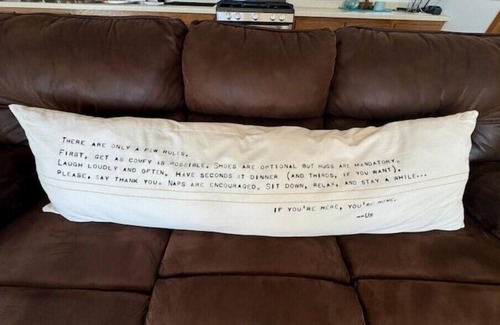 THERE ARE ONLY A FEW RULES.
FIRST, GET AS COMFY AS POSSIBLE. SHOES ARE OPTIONAL BUT HUGS ARE MANDATORY.
LAUGH LOUDLY AND OFTEN. HAVE SECONDS AT DINNER (AND THIRDS, IF YOU WANT).
PLEASE, SAY THANK YOU. NAPS ARE ENCOURAGED. SIT DOWN, RELAX, AND STAY A WHILE...
IF YOU'RE HERE, YOU'RE HOME.
--US